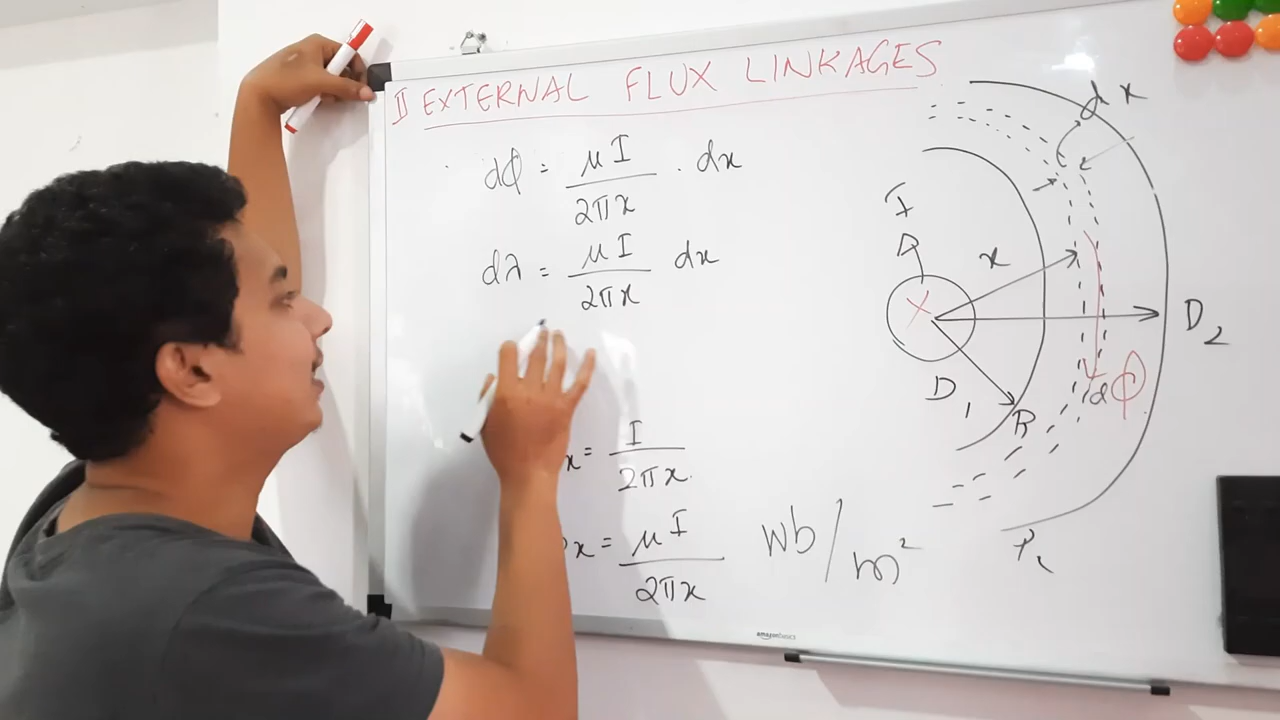 II EXTERNAL FLUX LINKAGES
dϕ = μI / 2πx . dx
dλ = μI / 2πx dx
x = I / 2πx
x = μI / 2πx wb/m²
dx
I
x
D₂
D₁
dϕ
amazonbasics